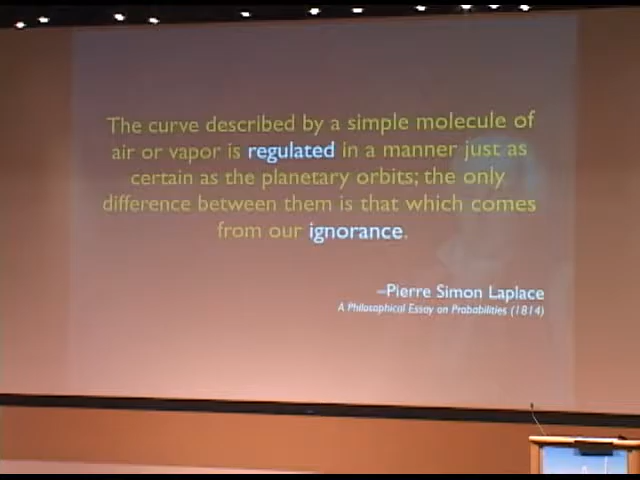 The curve described by a simple molecule of
air or vapor is regulated in a manner just as
certain as the planetary orbits; the only
difference between them is that which comes
from our ignorance.
–Pierre Simon Laplace
A Philosophical Essay on Probabilities (1814)